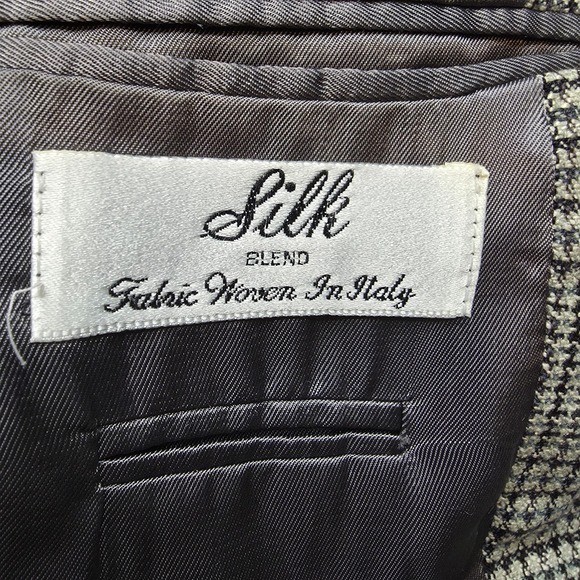 Silk
BLEND
Fabric Woven In Italy